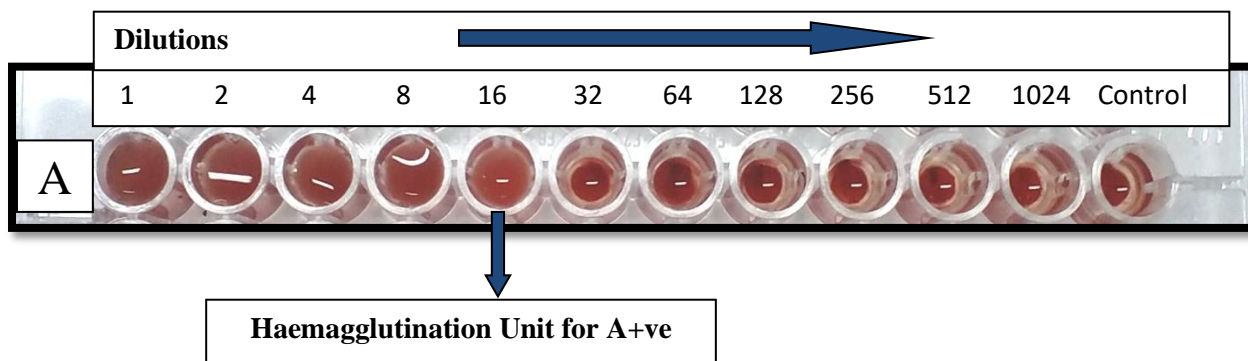 Dilutions
1 2 4 8 16 32 64 128 256 512 1024 Control
A
Haemagglutination Unit for A+ve